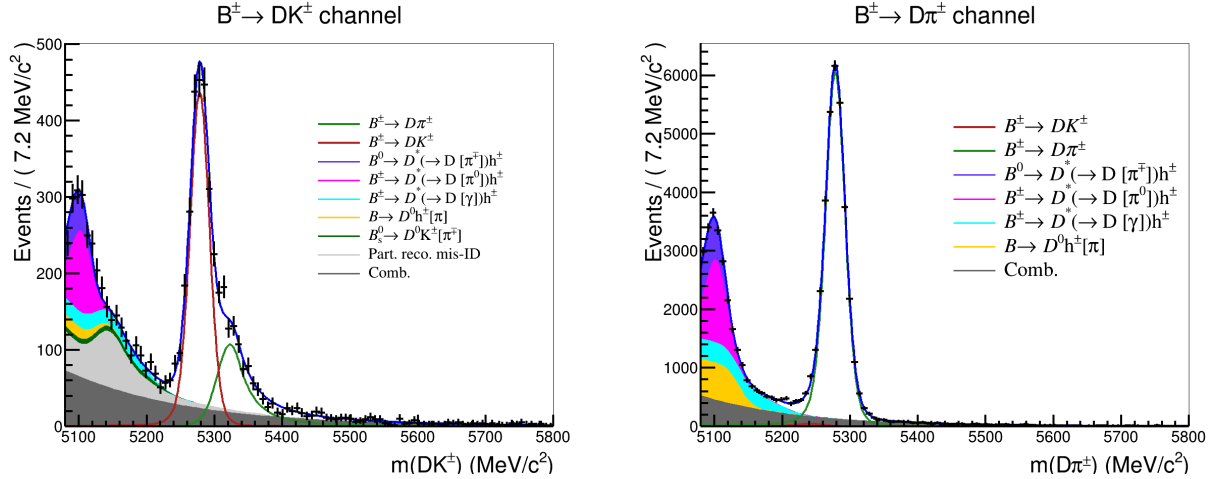 B± → DK± channel
Events / ( 7.2 MeV/c²)
500
400
300
200
100
0
B± → Dπ±
B± → DK±
B⁰ → D*(→ D [π∓])h±
B± → D*(→ D [π⁰])h±
B± → D*(→ D [γ])h±
B → D⁰h±[π]
B⁰ₛ → D⁰K±[π∓]
Part. reco. mis-ID
Comb.
5100 5200 5300 5400 5500 5600 5700 5800
m(DK±) (MeV/c²)
B± → Dπ± channel
Events / ( 7.2 MeV/c²)
6000
5000
4000
3000
2000
1000
0
B± → DK±
B± → Dπ±
B⁰ → D*(→ D [π∓])h±
B± → D*(→ D [π⁰])h±
B± → D*(→ D [γ])h±
B → D⁰h±[π]
Comb.
5100 5200 5300 5400 5500 5600 5700 5800
m(Dπ±) (MeV/c²)